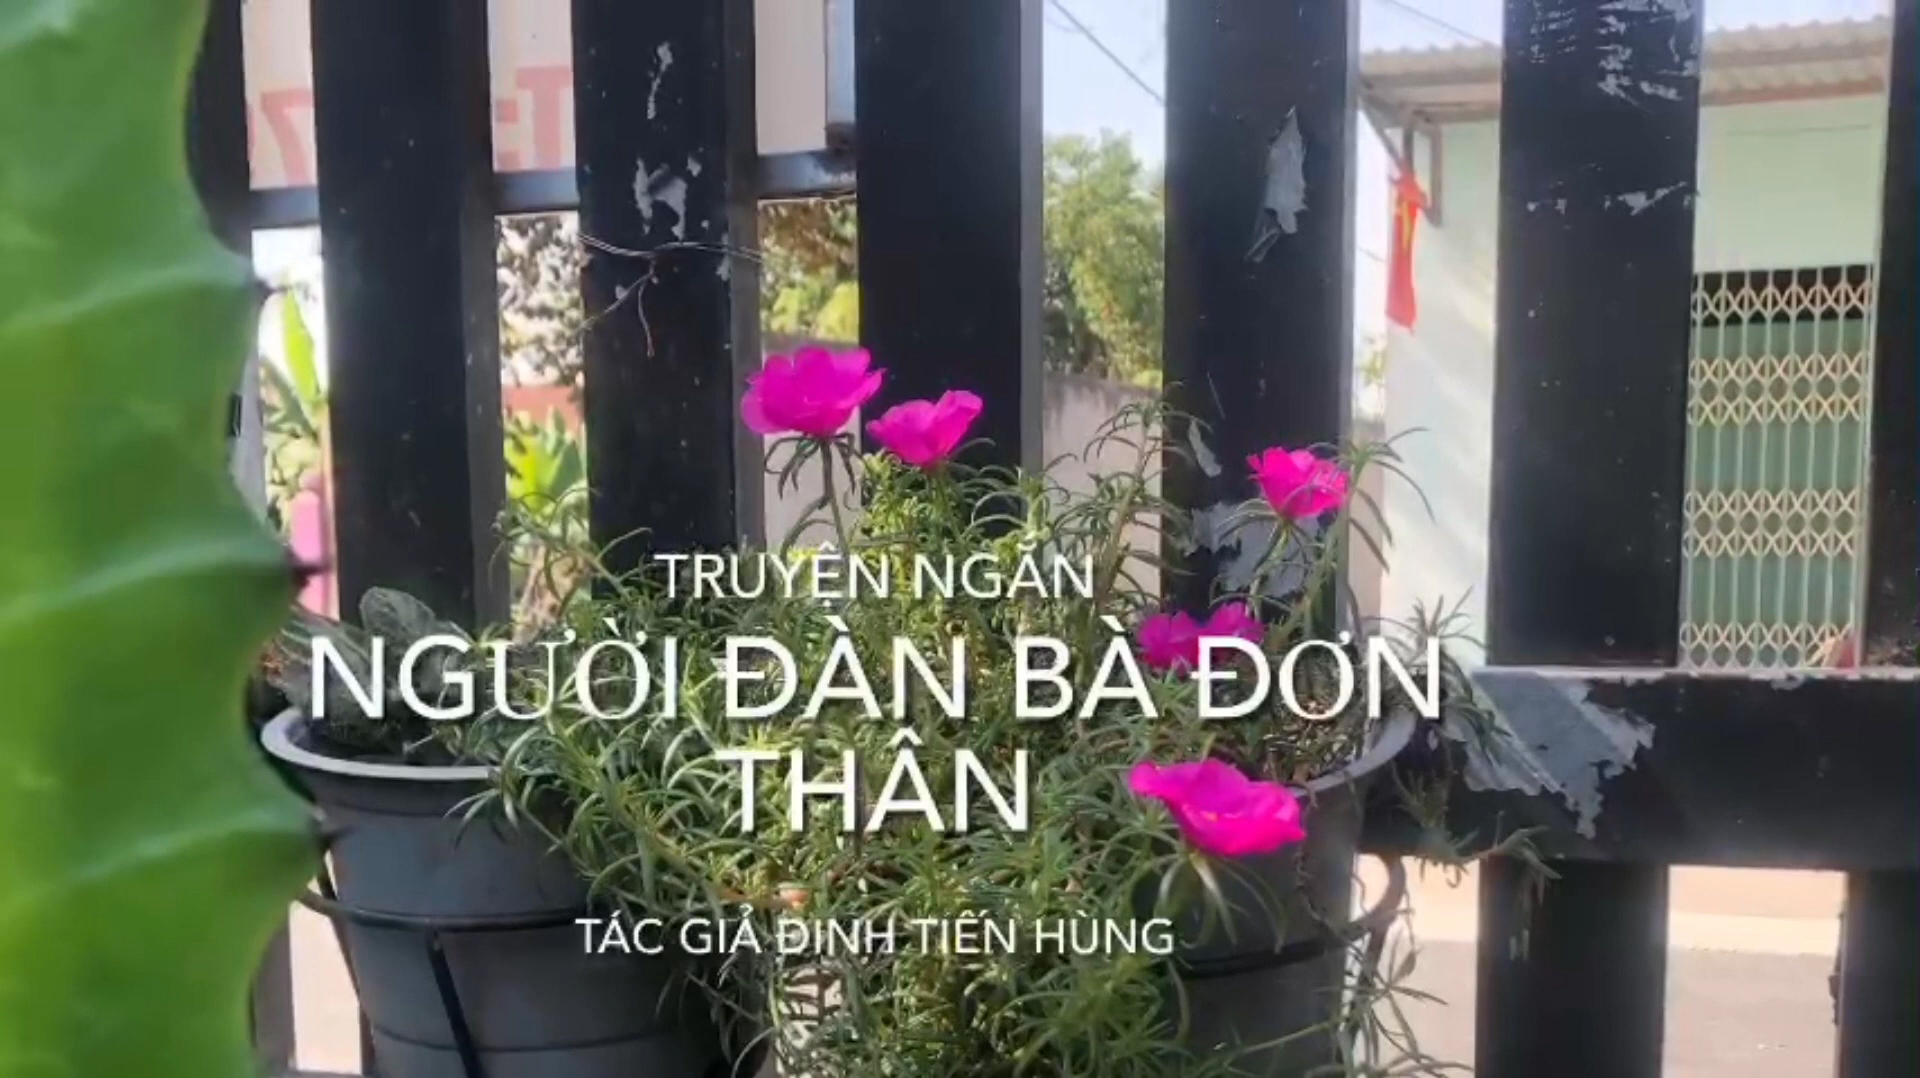 TRUYỆN NGẮN
NGƯỜI ĐÀN BÀ ĐƠN
THÂN
TÁC GIẢ ĐINH TIẾN HÙNG